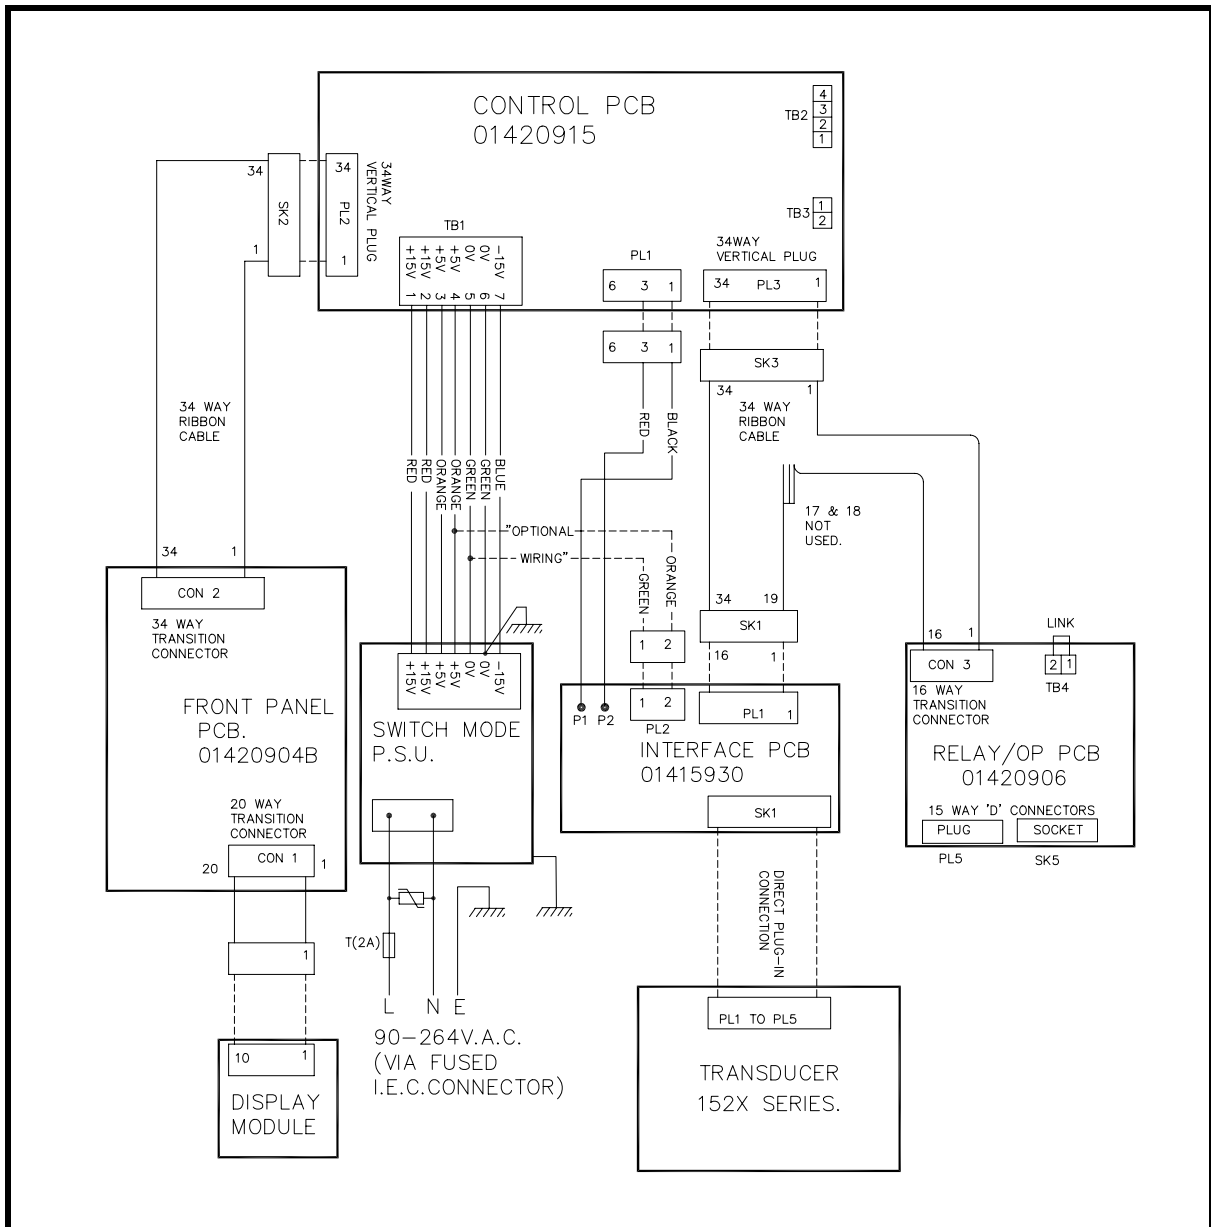 CONTROL PCB
01420915
4
3
2
1
TB2
1
2
TB3
34
1
SK2
34
PL2
1
34WAY
VERTICAL PLUG
TB1
+15V +15V +5V +5V 0V 0V -15V
1 2 3 4 5 6 7
PL1
6 3 1
34WAY
VERTICAL PLUG
34 PL3 1
6 3 1
SK3
34 1
34 WAY
RIBBON
CABLE
34 WAY
RIBBON
CABLE
RED
BLACK
RED RED ORANGE ORANGE GREEN GREEN BLUE
17 & 18
NOT
USED.
"OPTIONAL
WIRING"
GREEN
ORANGE
34 1
CON 2
34 WAY
TRANSITION
CONNECTOR
FRONT PANEL
PCB.
01420904B
20 WAY
TRANSITION
CONNECTOR
20 CON 1 1
1
10 1
DISPLAY
MODULE
+15V +15V +5V +5V 0V 0V -15V
SWITCH MODE
P.S.U.
T(2A)
L N E
90-264V.A.C.
(VIA FUSED
I.E.C.CONNECTOR)
1 2
34 19
SK1
16 1
P1 P2
1 2
PL2
PL1 1
INTERFACE PCB
01415930
SK1
DIRECT PLUG-IN
CONNECTION
PL1 TO PL5
TRANSDUCER
152X SERIES.
16 1
CON 3
LINK
2 1
TB4
16 WAY
TRANSITION
CONNECTOR
RELAY/OP PCB
01420906
15 WAY 'D' CONNECTORS
PLUG SOCKET
PL5 SK5